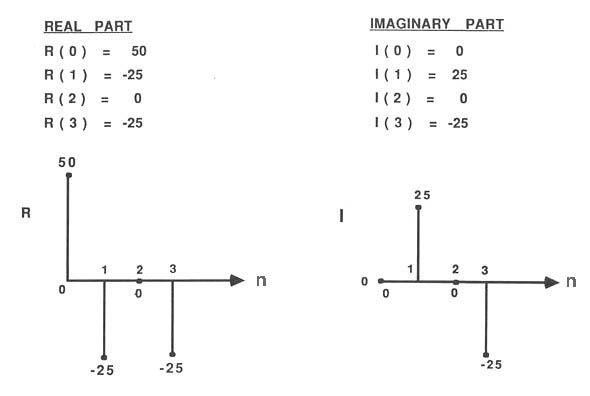 REAL PART
R(0) = 50
R(1) = -25
R(2) = 0
R(3) = -25
IMAGINARY PART
I(0) = 0
I(1) = 25
I(2) = 0
I(3) = -25
50
R
1 2 3
n
0
0
-25
-25
25
I
1 2 3
0
n
0
0
-25